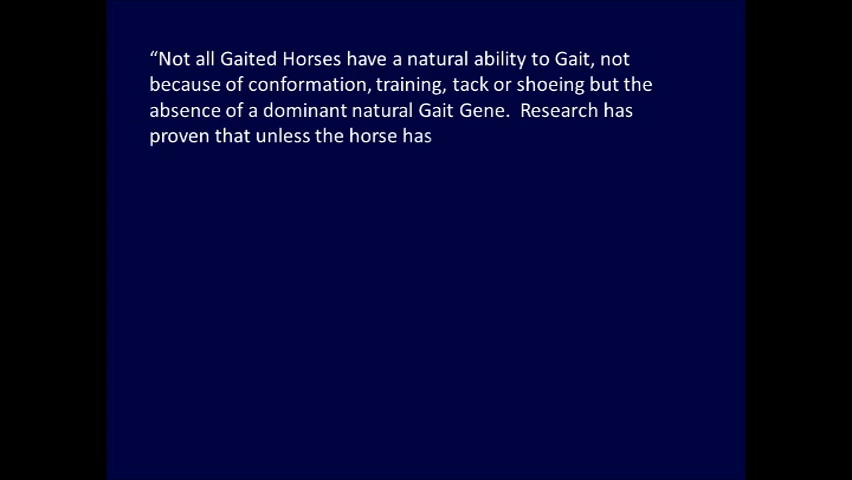 “Not all Gaited Horses have a natural ability to Gait, not
because of conformation, training, tack or shoeing but the
absence of a dominant natural Gait Gene.  Research has
proven that unless the horse has